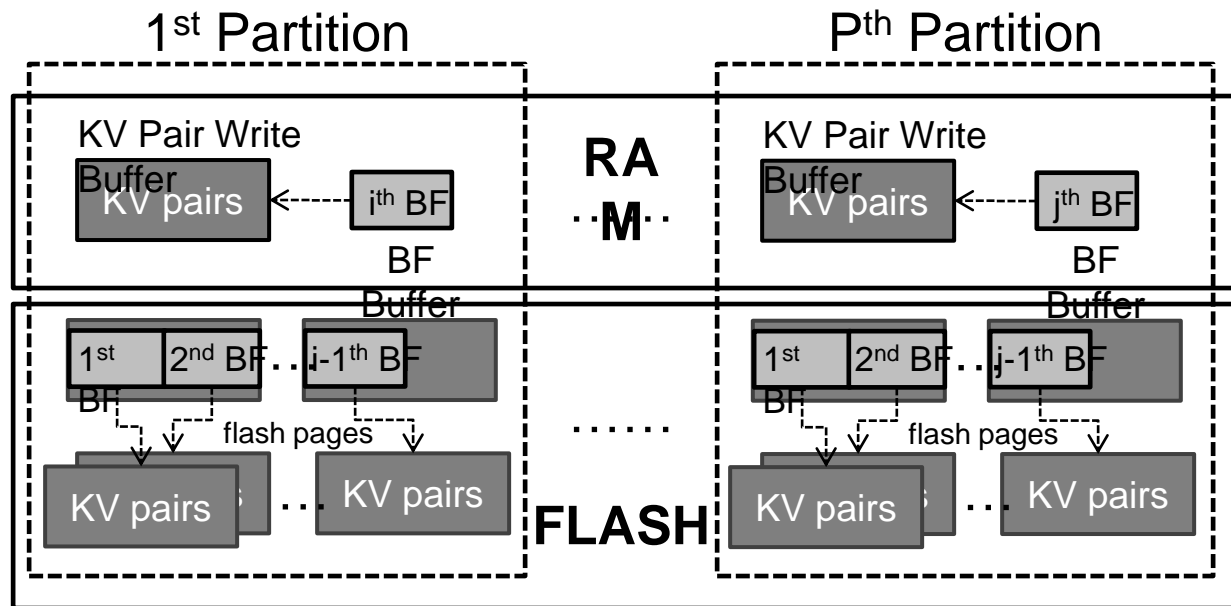 1st Partition
Pth Partition
KV Pair Write
Buffer
KV pairs
ith BF
BF
Buffer
RA
M
......
KV Pair Write
Buffer
KV pairs
jth BF
BF
Buffer
1st
BF
2nd BF
...
i-1th BF
flash pages
KV pairs
s
...
KV pairs
......
FLASH
1st
BF
2nd BF
...
j-1th BF
flash pages
KV pairs
s
...
KV pairs